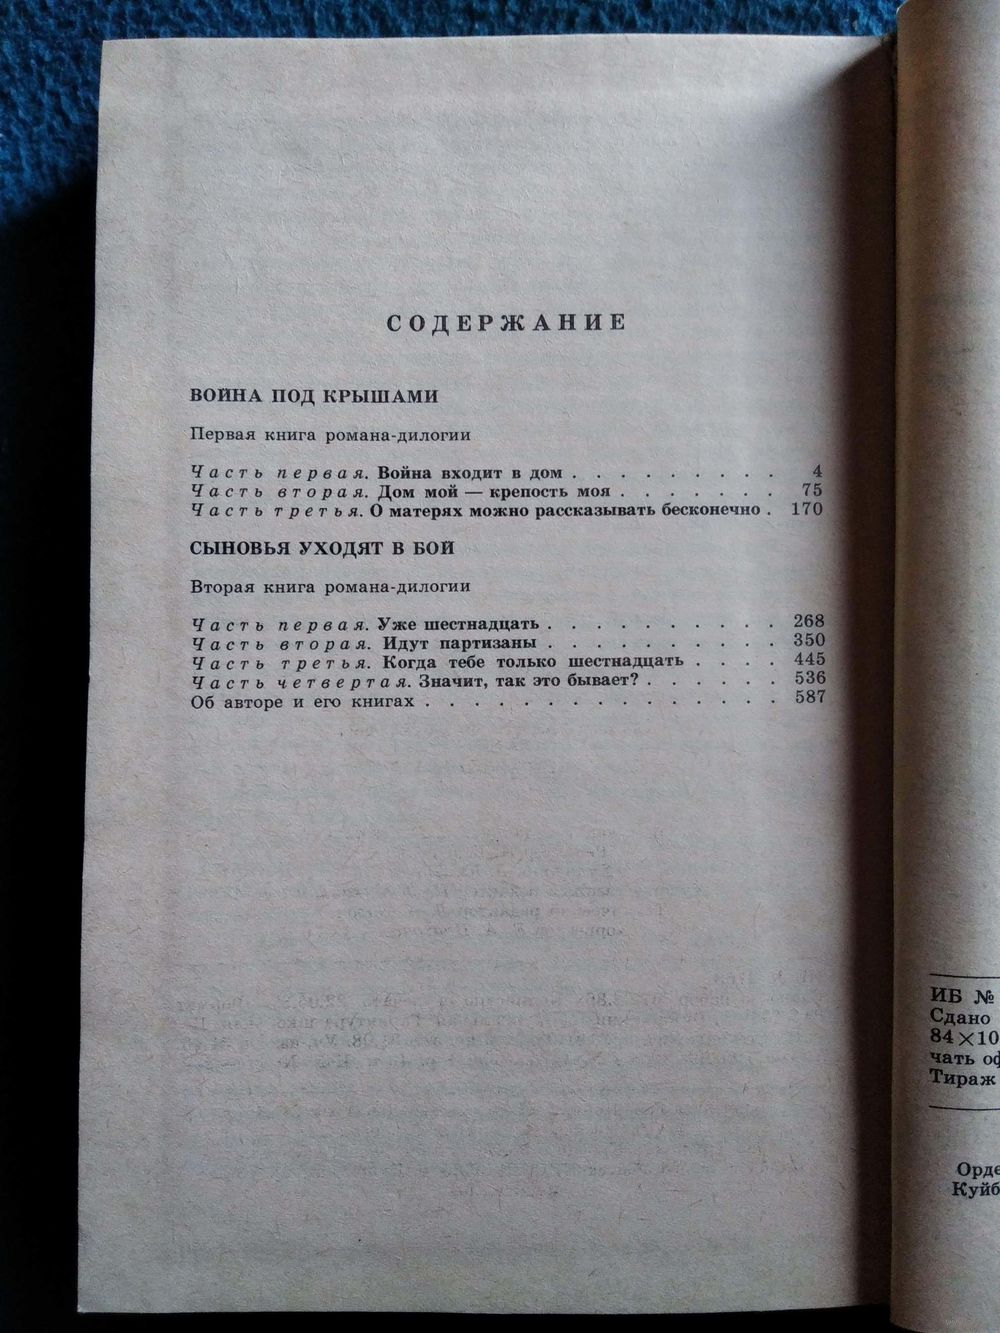 СОДЕРЖАНИЕ
ВОЙНА ПОД КРЫШАМИ
Первая книга романа-дилогии
Часть первая. Война входит в дом . . . . . . . . . 4
Часть вторая. Дом мой — крепость моя . . . . . . . 75
Часть третья. О матерях можно рассказывать бесконечно . 170
СЫНОВЬЯ УХОДЯТ В БОЙ
Вторая книга романа-дилогии
Часть первая. Уже шестнадцать . . . . . . . . . . 268
Часть вторая. Идут партизаны . . . . . . . . . . 350
Часть третья. Когда тебе только шестнадцать . . . . 445
Часть четвертая. Значит, так это бывает? . . . . . . 536
Об авторе и его книгах . . . . . . . . . . . . . . 587
ИБ №
Сдано
84×10
чать оф
Тираж
Орде
Куйб